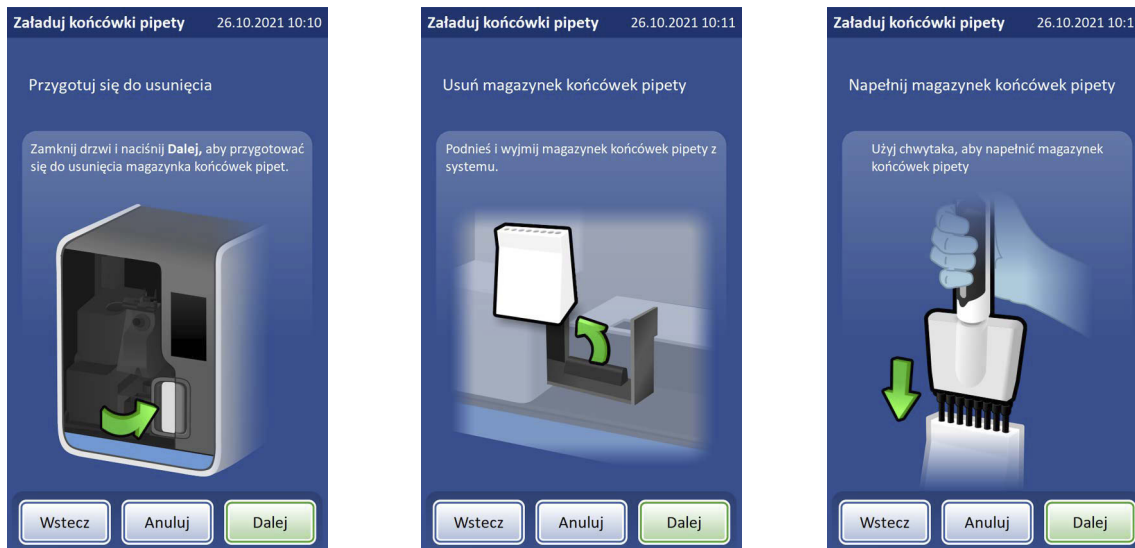 Załaduj końcówki pipety 26.10.2021 10:10
Przygotuj się do usunięcia
Zamknij drzwi i naciśnij Dalej, aby przygotować
się do usunięcia magazynka końcówek pipet.
Wstecz Anuluj Dalej
Załaduj końcówki pipety 26.10.2021 10:11
Usuń magazynek końcówek pipety
Podnieś i wyjmij magazynek końcówek pipety z
systemu.
Wstecz Anuluj Dalej
Załaduj końcówki pipety 26.10.2021
Napełnij magazynek końcówek pipety
Użyj chwytaka, aby napełnić magazynek
końcówek pipety
Wstecz Anuluj Dalej